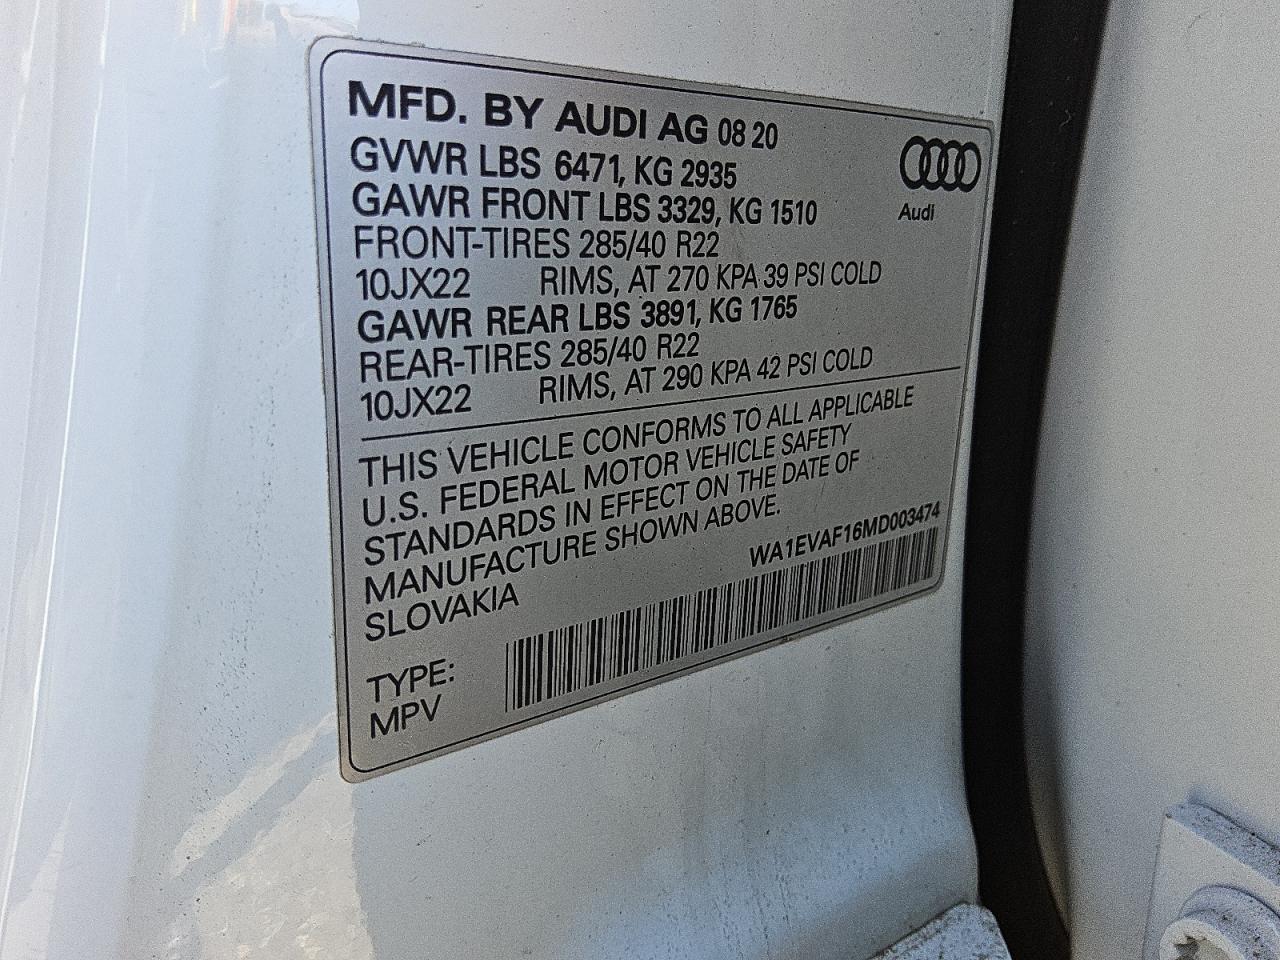 MFD. BY AUDI AG 08 20
GVWR LBS 6471, KG 2935
GAWR FRONT LBS 3329, KG 1510
FRONT-TIRES 285/40 R22
10JX22 RIMS, AT 270 KPA 39 PSI COLD
GAWR REAR LBS 3891, KG 1765
REAR-TIRES 285/40 R22
10JX22 RIMS, AT 290 KPA 42 PSI COLD
Audi
THIS VEHICLE CONFORMS TO ALL APPLICABLE
U.S. FEDERAL MOTOR VEHICLE SAFETY
STANDARDS IN EFFECT ON THE DATE OF
MANUFACTURE SHOWN ABOVE.
SLOVAKIA
WA1EVAF16MD003474
TYPE:
MPV